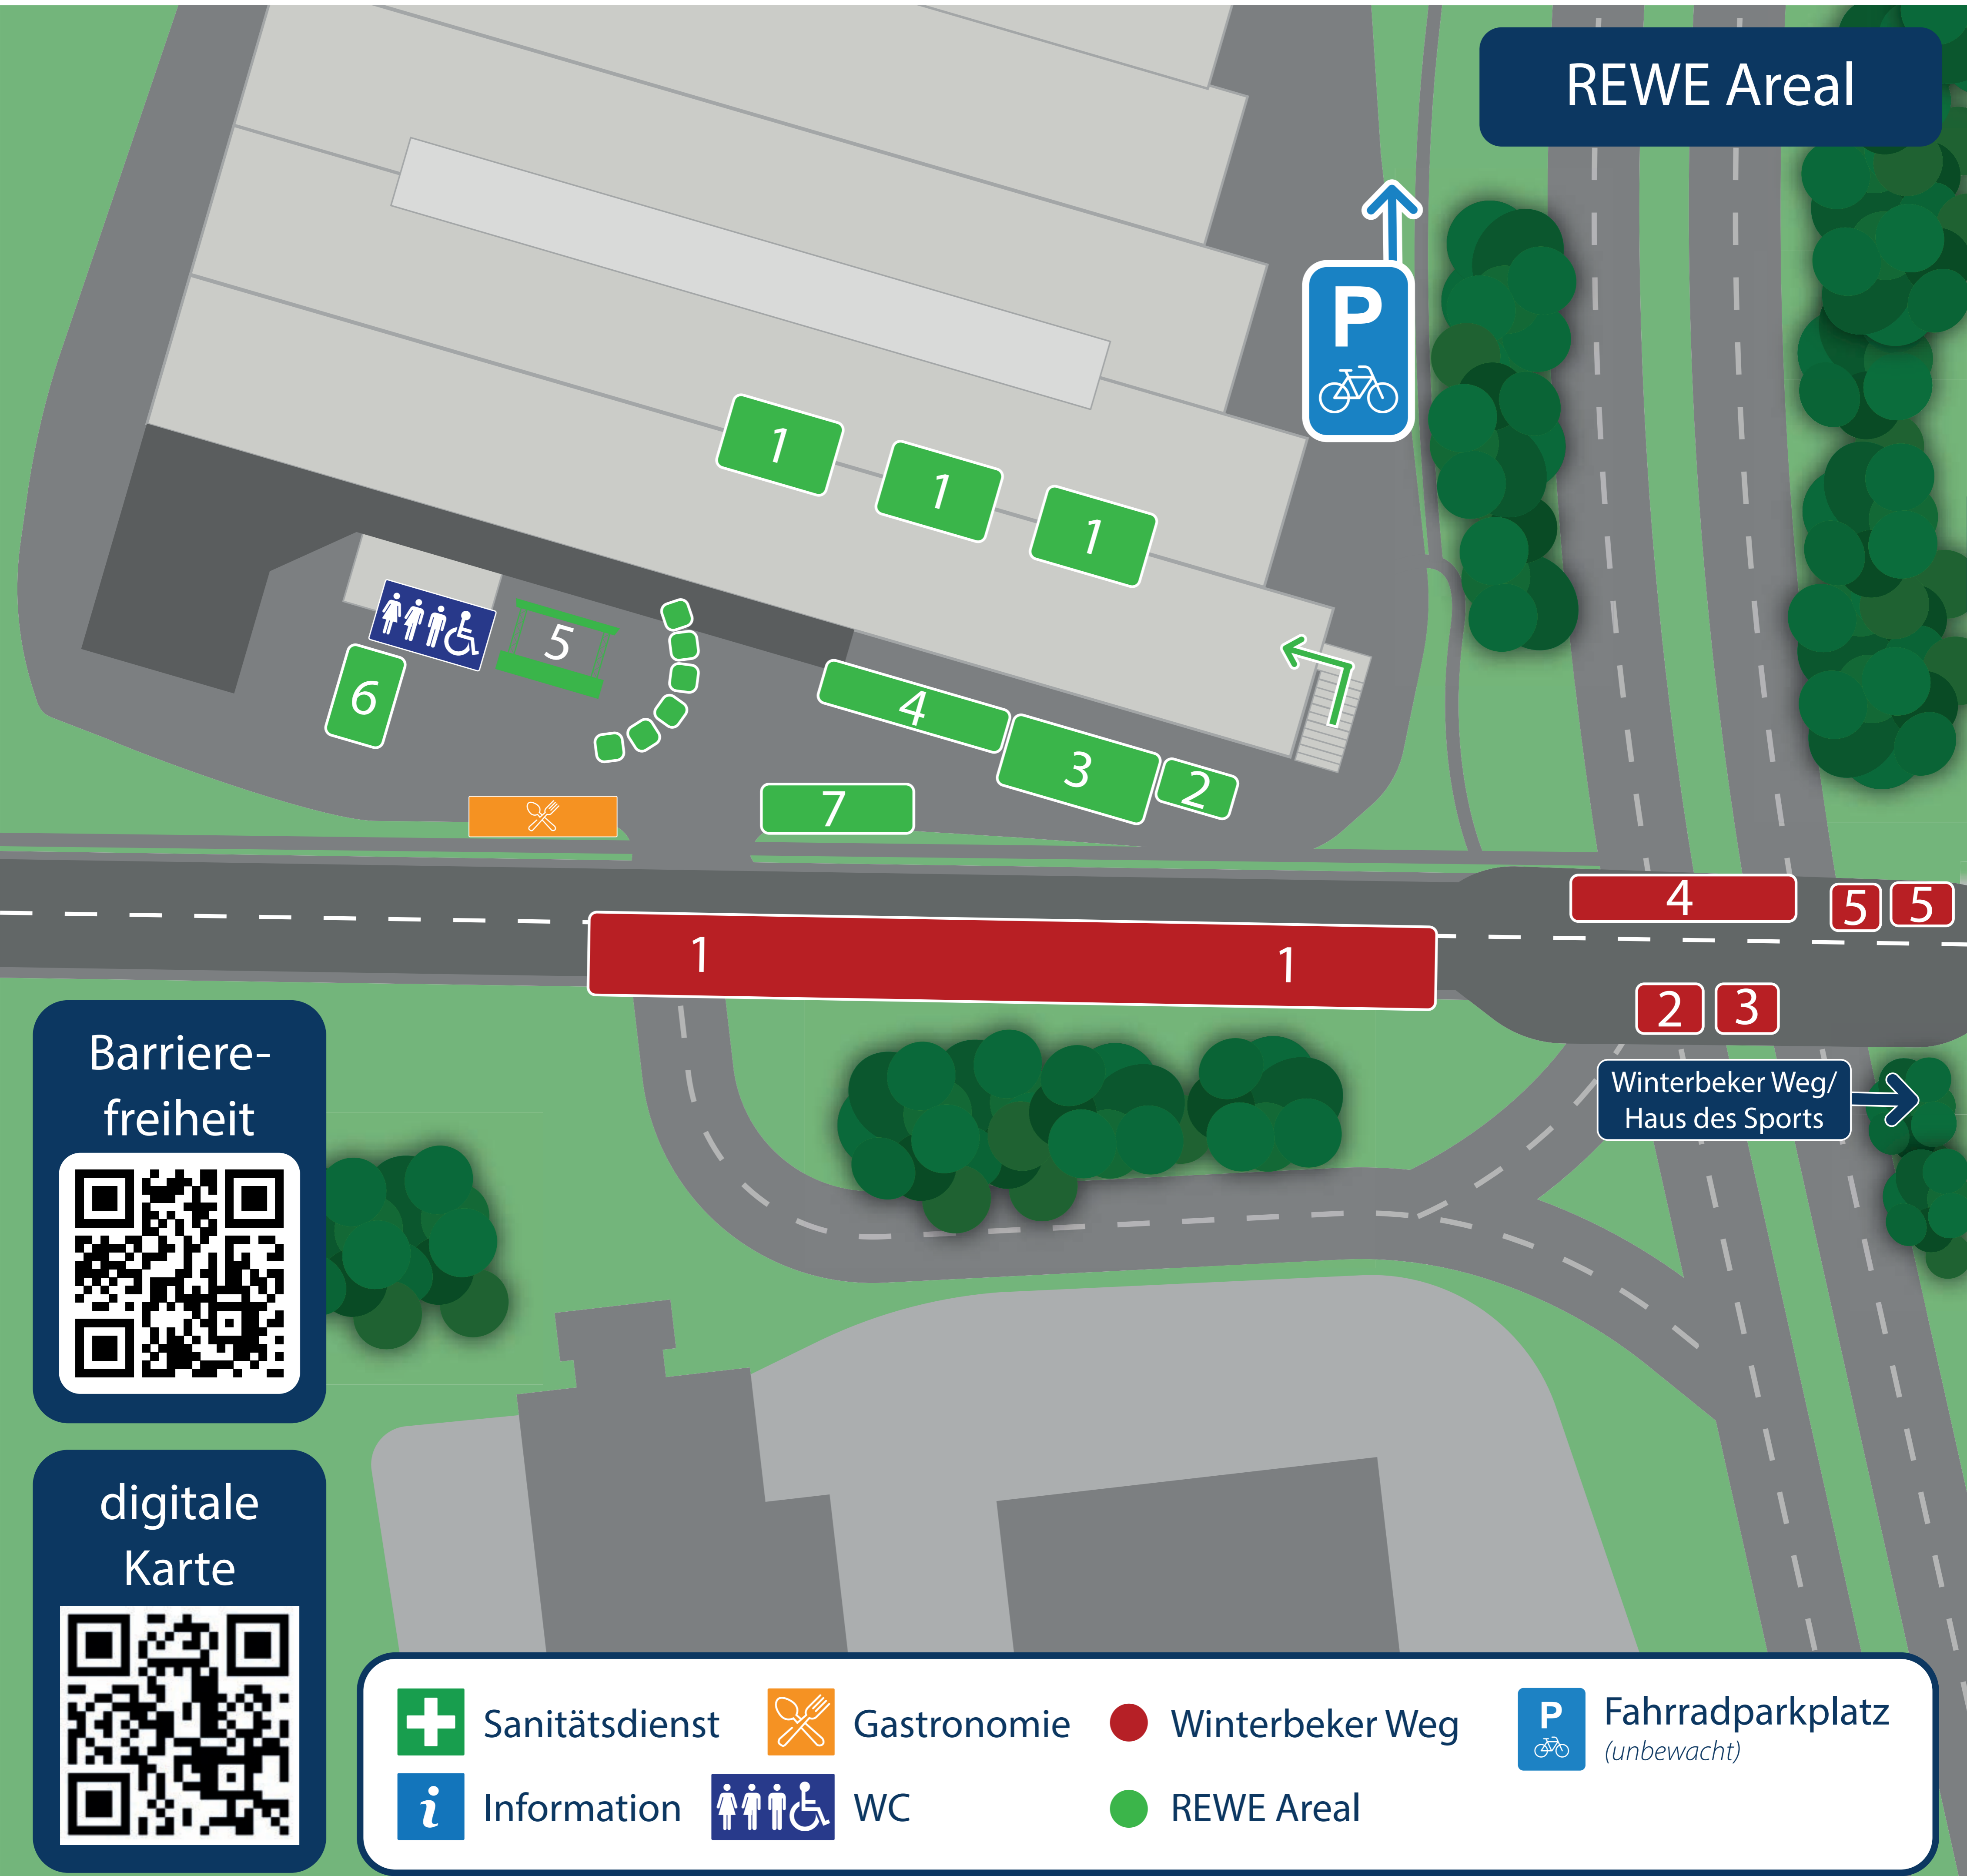 REWE Areal
P
1
1
1
5
6
4
3
2
7
4
5
5
1
1
2
3
Winterbeker Weg/
Haus des Sports
Barriere-
freiheit
digitale
Karte
Sanitätsdienst
Gastronomie
Winterbeker Weg
P
Fahrradparkplatz
(unbewacht)
i
Information
WC
REWE Areal